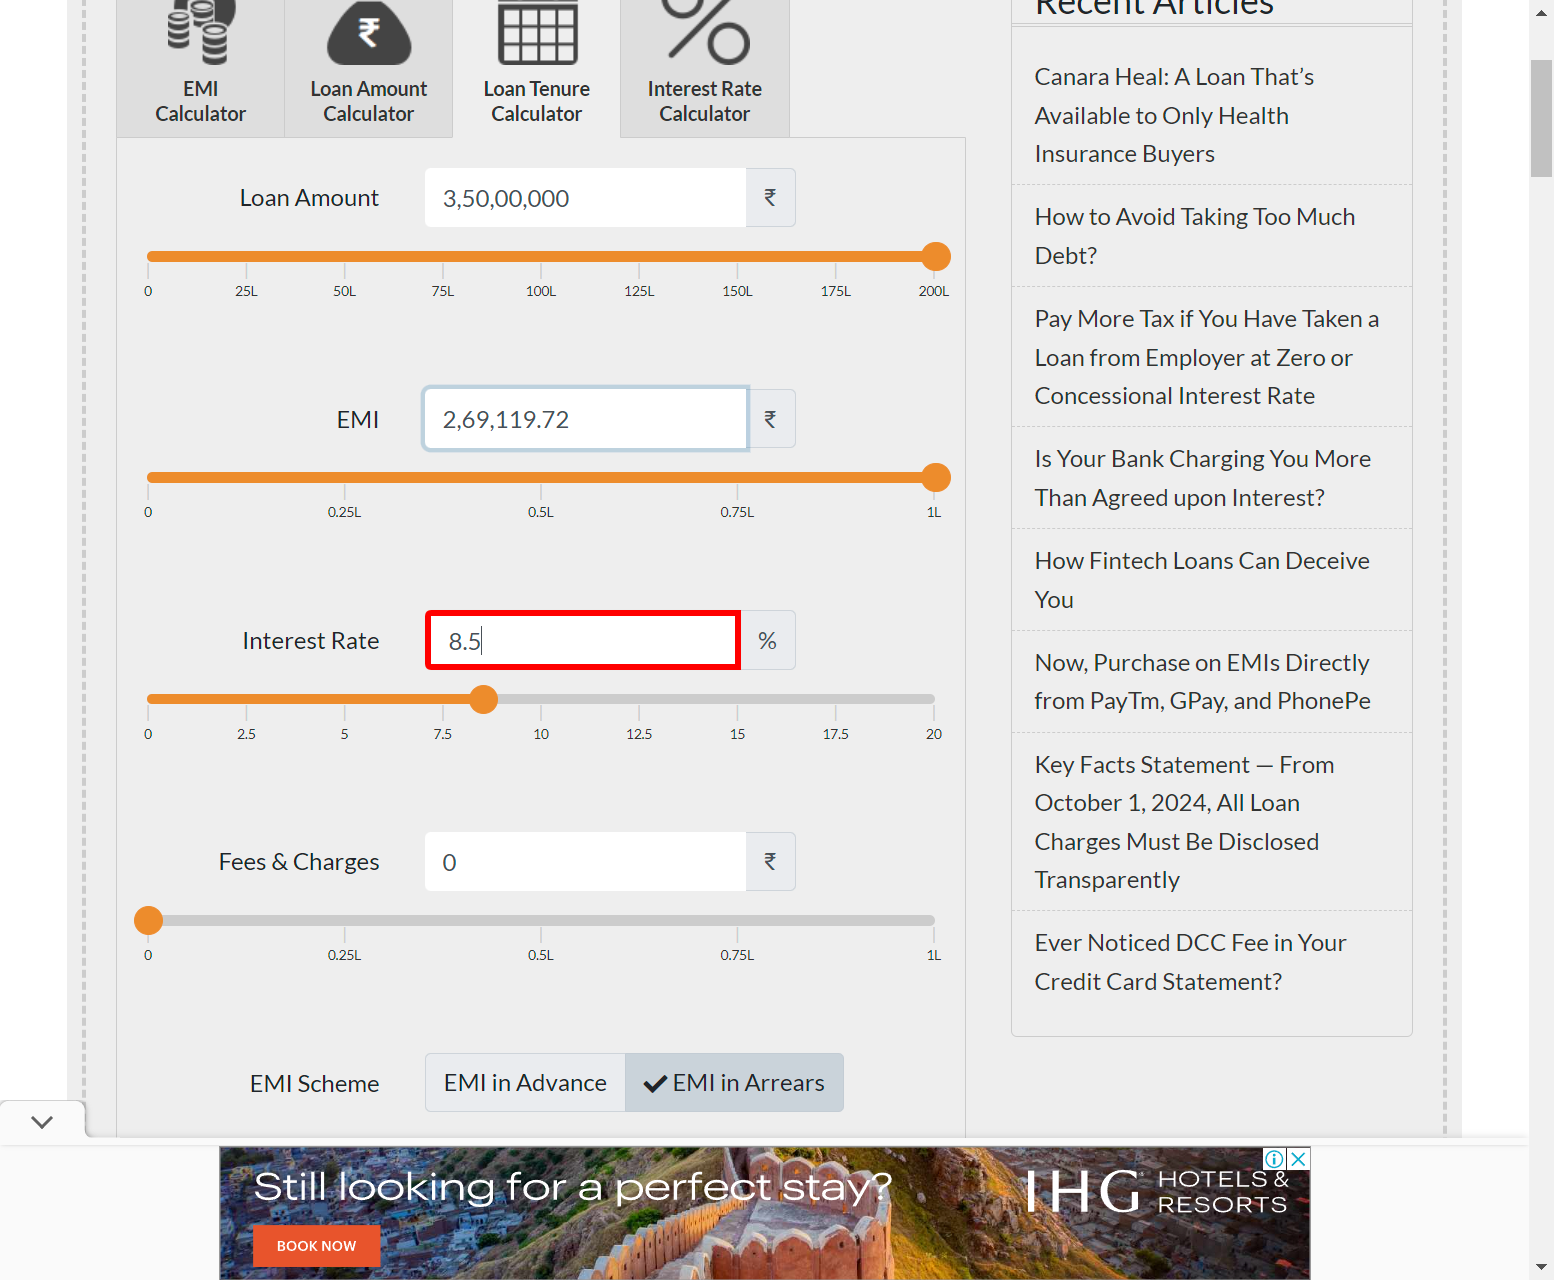 Recent Articles
EMI
Calculator
Loan Amount
Calculator
Loan Tenure
Calculator
Interest Rate
Calculator
Loan Amount
3,50,00,000
₹
0
25L
50L
75L
100L
125L
150L
175L
200L
EMI
2,69,119.72
₹
0
0.25L
0.5L
0.75L
1L
Interest Rate
8.5
%
0
2.5
5
7.5
10
12.5
15
17.5
20
Fees & Charges
0
₹
0
0.25L
0.5L
0.75L
1L
EMI Scheme
EMI in Advance
EMI in Arrears
Canara Heal: A Loan That’s
Available to Only Health
Insurance Buyers
How to Avoid Taking Too Much
Debt?
Pay More Tax if You Have Taken a
Loan from Employer at Zero or
Concessional Interest Rate
Is Your Bank Charging You More
Than Agreed upon Interest?
How Fintech Loans Can Deceive
You
Now, Purchase on EMIs Directly
from PayTm, GPay, and PhonePe
Key Facts Statement — From
October 1, 2024, All Loan
Charges Must Be Disclosed
Transparently
Ever Noticed DCC Fee in Your
Credit Card Statement?
Still looking for a perfect stay?
BOOK NOW
IHG HOTELS &
RESORTS